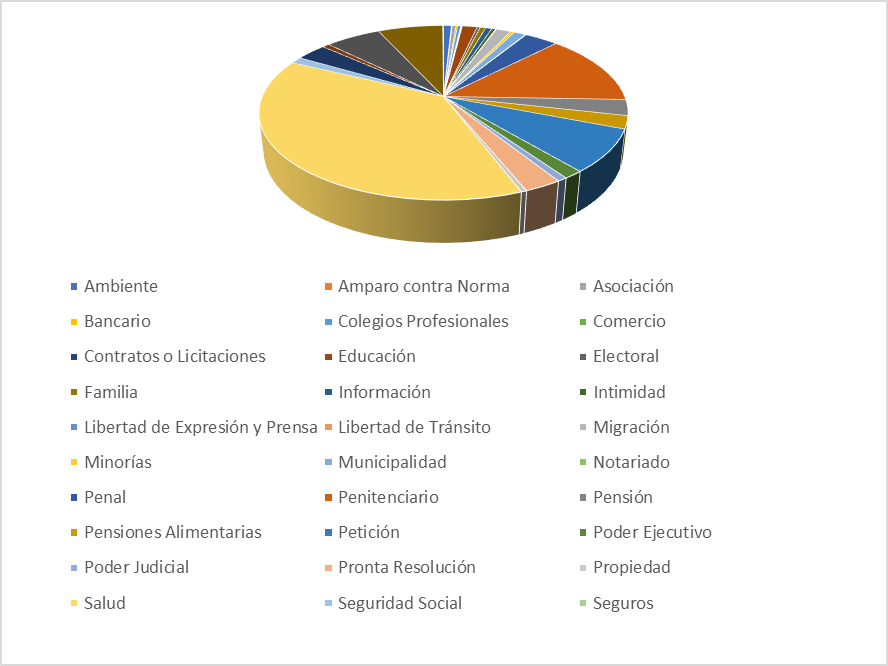 Ambiente Amparo contra Norma Asociación
Bancario Colegios Profesionales Comercio
Contratos o Licitaciones Educación Electoral
Familia Información Intimidad
Libertad de Expresión y Prensa Libertad de Tránsito Migración
Minorías Municipalidad Notariado
Penal Penitenciario Pensión
Pensiones Alimentarias Petición Poder Ejecutivo
Poder Judicial Pronta Resolución Propiedad
Salud Seguridad Social Seguros